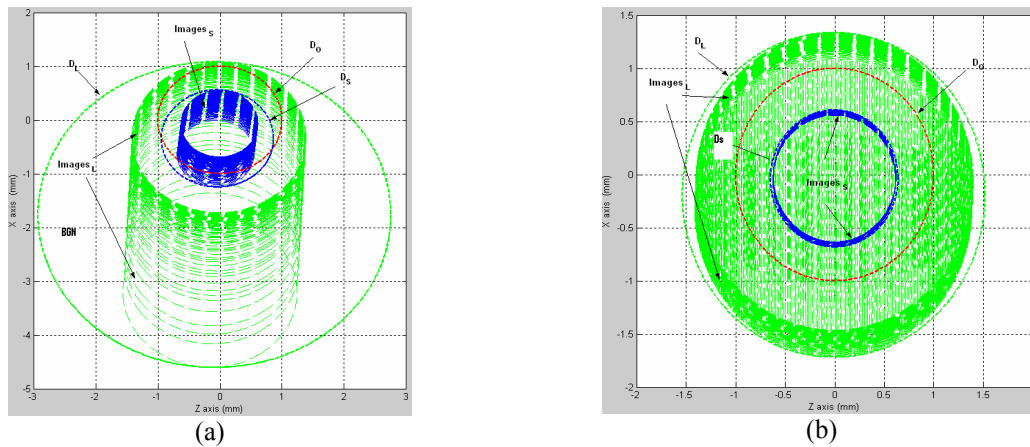 2
1
0
-1
-2
-3
-4
-5
-3
-2
-1
0
1
2
3
X axis (mm)
Z axis (mm)
Images S
D O
D L
D S
Images L
BGN
(a)
1.5
1
0.5
0
-0.5
-1
-1.5
-2
-2
-1.5
-1
-0.5
0
0.5
1
1.5
X axis (mm)
Z axis (mm)
D L
D O
Images L
Ds
Images S
(b)